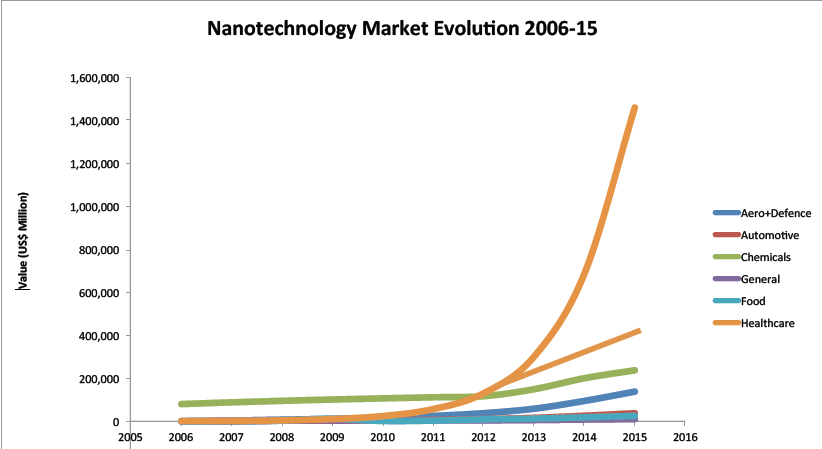 Nanotechnology Market Evolution 2006-15
1,600,000
1,400,000
1,200,000
1,000,000
800,000
600,000
400,000
200,000
0
Value (US$ Million)
2005 2006 2007 2008 2009 2010 2011 2012 2013 2014 2015 2016
Aero+Defence
Automotive
Chemicals
General
Food
Healthcare